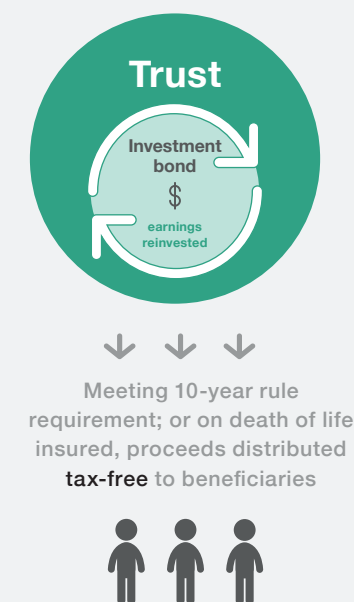 Trust
Investment
bond
$
earnings
reinvested
Meeting 10-year rule
requirement; or on death of life
insured, proceeds distributed
tax-free to beneficiaries